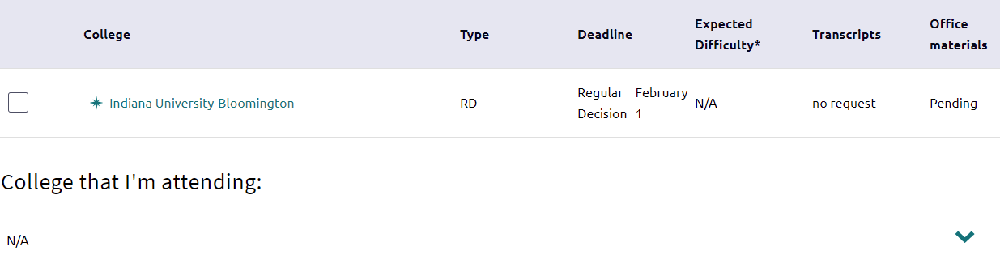 College Type Deadline Expected Difficulty* Transcripts Office materials
Indiana University-Bloomington RD Regular Decision February 1 N/A no request Pending
College that I'm attending:
N/A